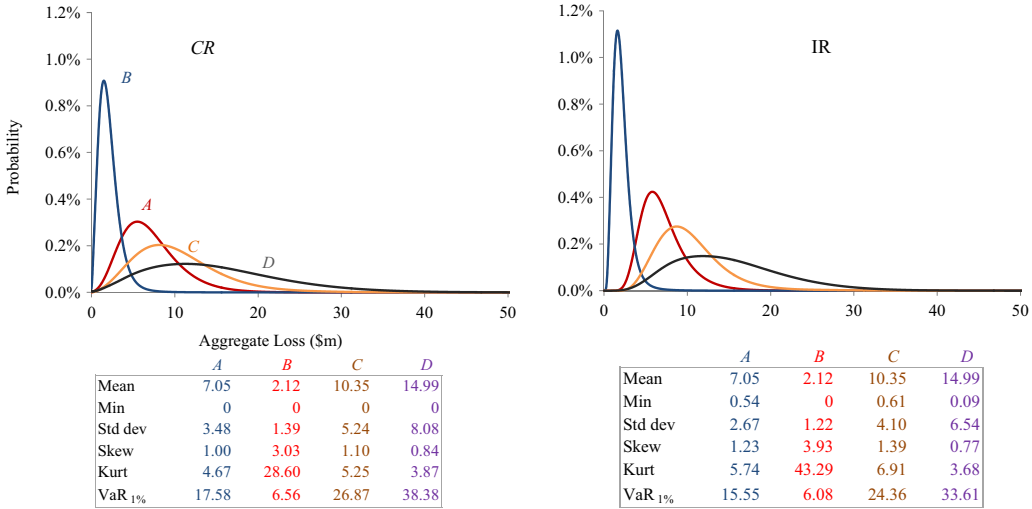 1.2%
CR
1.0%
B
0.8%
Probability
0.6%
0.4%
A
0.2%
C
D
0.0%
0 10 20 30 40 50
Aggregate Loss ($m)
A B C D
Mean 7.05 2.12 10.35 14.99
Min 0 0 0 0
Std dev 3.48 1.39 5.24 8.08
Skew 1.00 3.03 1.10 0.84
Kurt 4.67 28.60 5.25 3.87
VaR 1% 17.58 6.56 26.87 38.38
1.2%
IR
1.0%
0.8%
0.6%
0.4%
0.2%
0.0%
0 10 20 30 40 50
A B C D
Mean 7.05 2.12 10.35 14.99
Min 0.54 0 0.61 0.09
Std dev 2.67 1.22 4.10 6.54
Skew 1.23 3.93 1.39 0.77
Kurt 5.74 43.29 6.91 3.68
VaR 1% 15.55 6.08 24.36 33.61